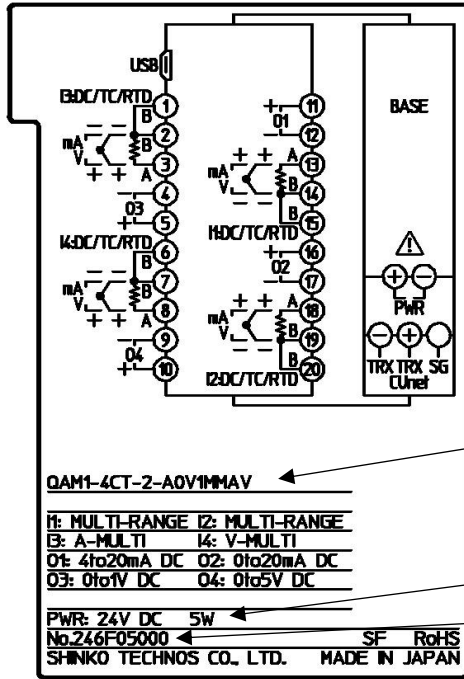 USB
I3:DC/TC/RTD
B
1
2
mA
V
B
3
A
+ +
4
O3
5
I4:DC/TC/RTD
B
6
7
mA
V
B
8
A
+ +
9
O4
10
+ 11
O1
12
+ +
A
13
mA
V
B
14
B
15
I1:DC/TC/RTD
+ 16
O2
17
+ +
A
18
mA
V
B
19
B
20
I2:DC/TC/RTD
BASE
+ −
PWR
− +
TRX TRX SG
CUnet
QAM1-4CT-2-A0V1MMAV
I1: MULTI-RANGE I2: MULTI-RANGE
I3: A-MULTI I4: V-MULTI
O1: 4to20mA DC O2: 0to20mA DC
O3: 0to1V DC O4: 0to5V DC
PWR: 24V DC 5W
No.246F05000 SF RoHS
SHINKO TECHNOS CO., LTD. MADE IN JAPAN